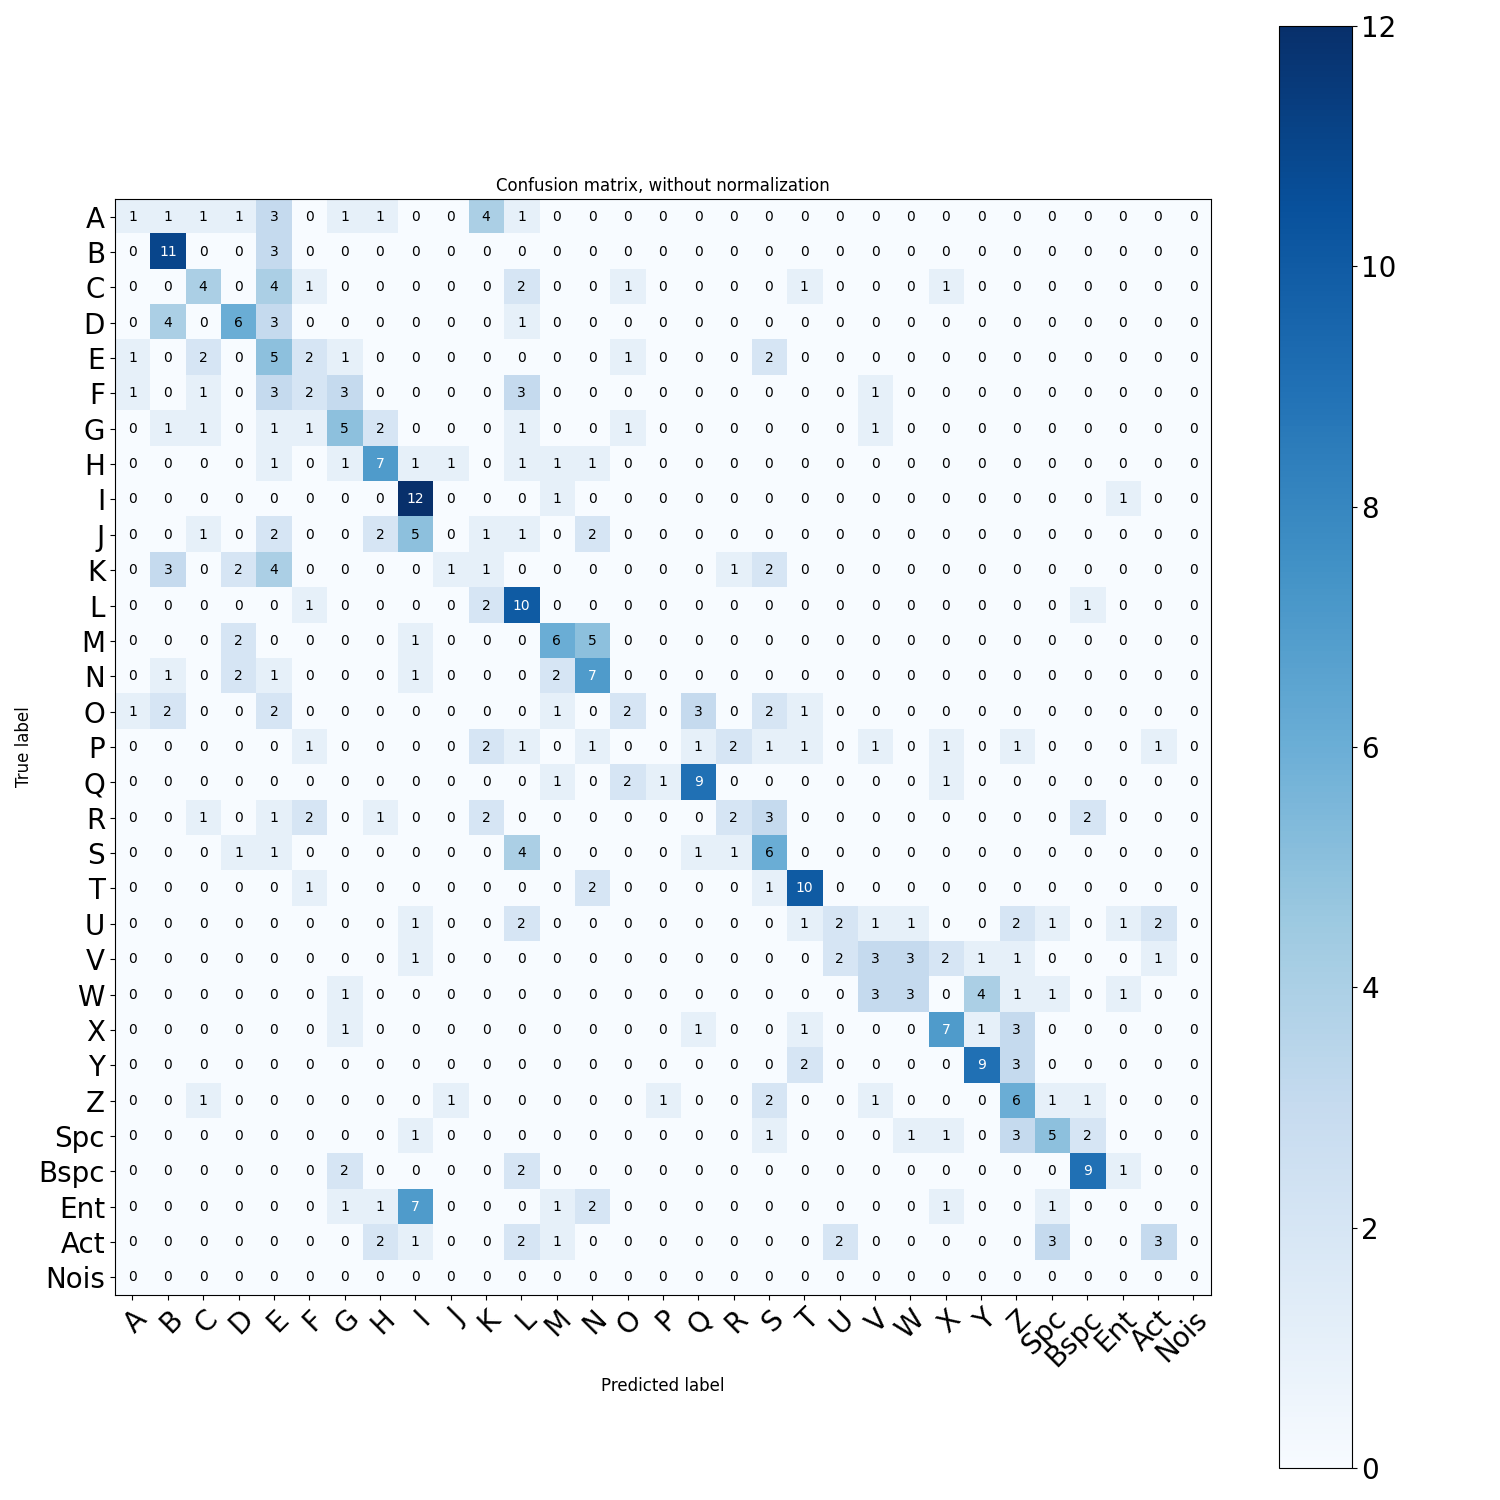 Confusion matrix, without normalization
A 1 1 1 1 3 0 1 1 0 0 4 1 0 0 0 0 0 0 0 0 0 0 0 0 0 0 0 0 0 0 0
B 0 11 0 0 3 0 0 0 0 0 0 0 0 0 0 0 0 0 0 0 0 0 0 0 0 0 0 0 0 0 0
C 0 0 4 0 4 1 0 0 0 0 0 2 0 0 1 0 0 0 0 1 0 0 0 1 0 0 0 0 0 0 0
D 0 4 0 6 3 0 0 0 0 0 0 1 0 0 0 0 0 0 0 0 0 0 0 0 0 0 0 0 0 0 0
E 1 0 2 0 5 2 1 0 0 0 0 0 0 0 1 0 0 0 2 0 0 0 0 0 0 0 0 0 0 0 0
F 1 0 1 0 3 2 3 0 0 0 0 3 0 0 0 0 0 0 0 0 0 1 0 0 0 0 0 0 0 0 0
G 0 1 1 0 1 1 5 2 0 0 0 1 0 0 1 0 0 0 0 0 0 1 0 0 0 0 0 0 0 0 0
H 0 0 0 0 1 0 1 7 1 1 0 1 1 1 0 0 0 0 0 0 0 0 0 0 0 0 0 0 0 0 0
I 0 0 0 0 0 0 0 0 12 0 0 0 1 0 0 0 0 0 0 0 0 0 0 0 0 0 0 0 1 0 0
J 0 0 1 0 2 0 0 2 5 0 1 1 0 2 0 0 0 0 0 0 0 0 0 0 0 0 0 0 0 0 0
K 0 3 0 2 4 0 0 0 0 1 1 0 0 0 0 0 0 1 2 0 0 0 0 0 0 0 0 0 0 0 0
L 0 0 0 0 0 1 0 0 0 0 2 10 0 0 0 0 0 0 0 0 0 0 0 0 0 0 0 1 0 0 0
M 0 0 0 2 0 0 0 0 1 0 0 0 6 5 0 0 0 0 0 0 0 0 0 0 0 0 0 0 0 0 0
N 0 1 0 2 1 0 0 0 1 0 0 0 2 7 0 0 0 0 0 0 0 0 0 0 0 0 0 0 0 0 0
O 1 2 0 0 2 0 0 0 0 0 0 0 1 0 2 0 3 0 2 1 0 0 0 0 0 0 0 0 0 0 0
P 0 0 0 0 0 1 0 0 0 0 2 1 0 1 0 0 1 2 1 1 0 1 0 1 0 1 0 0 0 1 0
Q 0 0 0 0 0 0 0 0 0 0 0 0 1 0 2 1 9 0 0 0 0 0 0 1 0 0 0 0 0 0 0
R 0 0 1 0 1 2 0 1 0 0 2 0 0 0 0 0 0 2 3 0 0 0 0 0 0 0 0 2 0 0 0
S 0 0 0 1 1 0 0 0 0 0 0 4 0 0 0 0 1 1 6 0 0 0 0 0 0 0 0 0 0 0 0
T 0 0 0 0 0 1 0 0 0 0 0 0 0 2 0 0 0 0 1 10 0 0 0 0 0 0 0 0 0 0 0
U 0 0 0 0 0 0 0 0 1 0 0 2 0 0 0 0 0 0 0 1 2 1 1 0 0 2 1 0 1 2 0
V 0 0 0 0 0 0 0 0 1 0 0 0 0 0 0 0 0 0 0 0 2 3 3 2 1 1 0 0 0 1 0
W 0 0 0 0 0 0 1 0 0 0 0 0 0 0 0 0 0 0 0 0 0 3 3 0 4 1 1 0 1 0 0
X 0 0 0 0 0 0 1 0 0 0 0 0 0 0 0 0 1 0 0 1 0 0 0 7 1 3 0 0 0 0 0
Y 0 0 0 0 0 0 0 0 0 0 0 0 0 0 0 0 0 0 0 2 0 0 0 0 9 3 0 0 0 0 0
Z 0 0 1 0 0 0 0 0 0 1 0 0 0 0 0 1 0 0 2 0 0 1 0 0 0 6 1 1 0 0 0
Spc 0 0 0 0 0 0 0 0 1 0 0 0 0 0 0 0 0 0 1 0 0 0 1 1 0 3 5 2 0 0 0
Bspc 0 0 0 0 0 0 2 0 0 0 0 2 0 0 0 0 0 0 0 0 0 0 0 0 0 0 0 9 1 0 0
Ent 0 0 0 0 0 0 1 1 7 0 0 0 1 2 0 0 0 0 0 0 0 0 0 1 0 0 1 0 0 0 0
Act 0 0 0 0 0 0 0 2 1 0 0 2 1 0 0 0 0 0 0 0 2 0 0 0 0 0 3 0 0 3 0
Nois 0 0 0 0 0 0 0 0 0 0 0 0 0 0 0 0 0 0 0 0 0 0 0 0 0 0 0 0 0 0 0
A B C D E F G H I J K L M N O P Q R S T U V W X Y Z Spc Bspc Ent Act Nois
Predicted label
True label
12
10
8
6
4
2
0